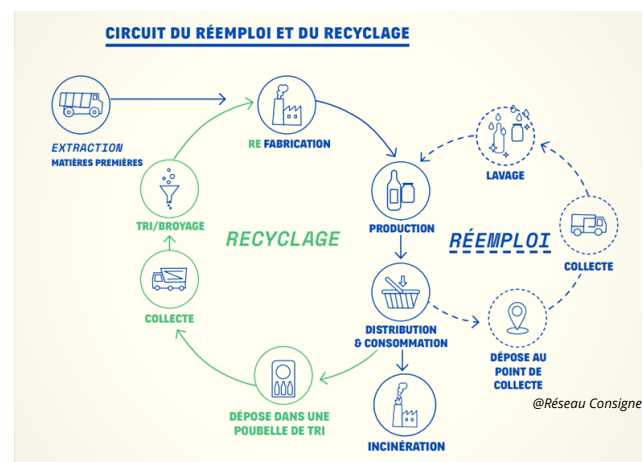 CIRCUIT DU RÉEMPLOI ET DU RECYCLAGE
EXTRACTION
MATIÈRES PREMIÈRES
RE FABRICATION
LAVAGE
TRI/BROYAGE
PRODUCTION
RECYCLAGE
RÉEMPLOI
COLLECTE
COLLECTE
DISTRIBUTION
& CONSOMMATION
DÉPOSE AU
POINT DE
COLLECTE
DÉPOSE DANS UNE
POUBELLE DE TRI
INCINÉRATION
@Réseau Consigne